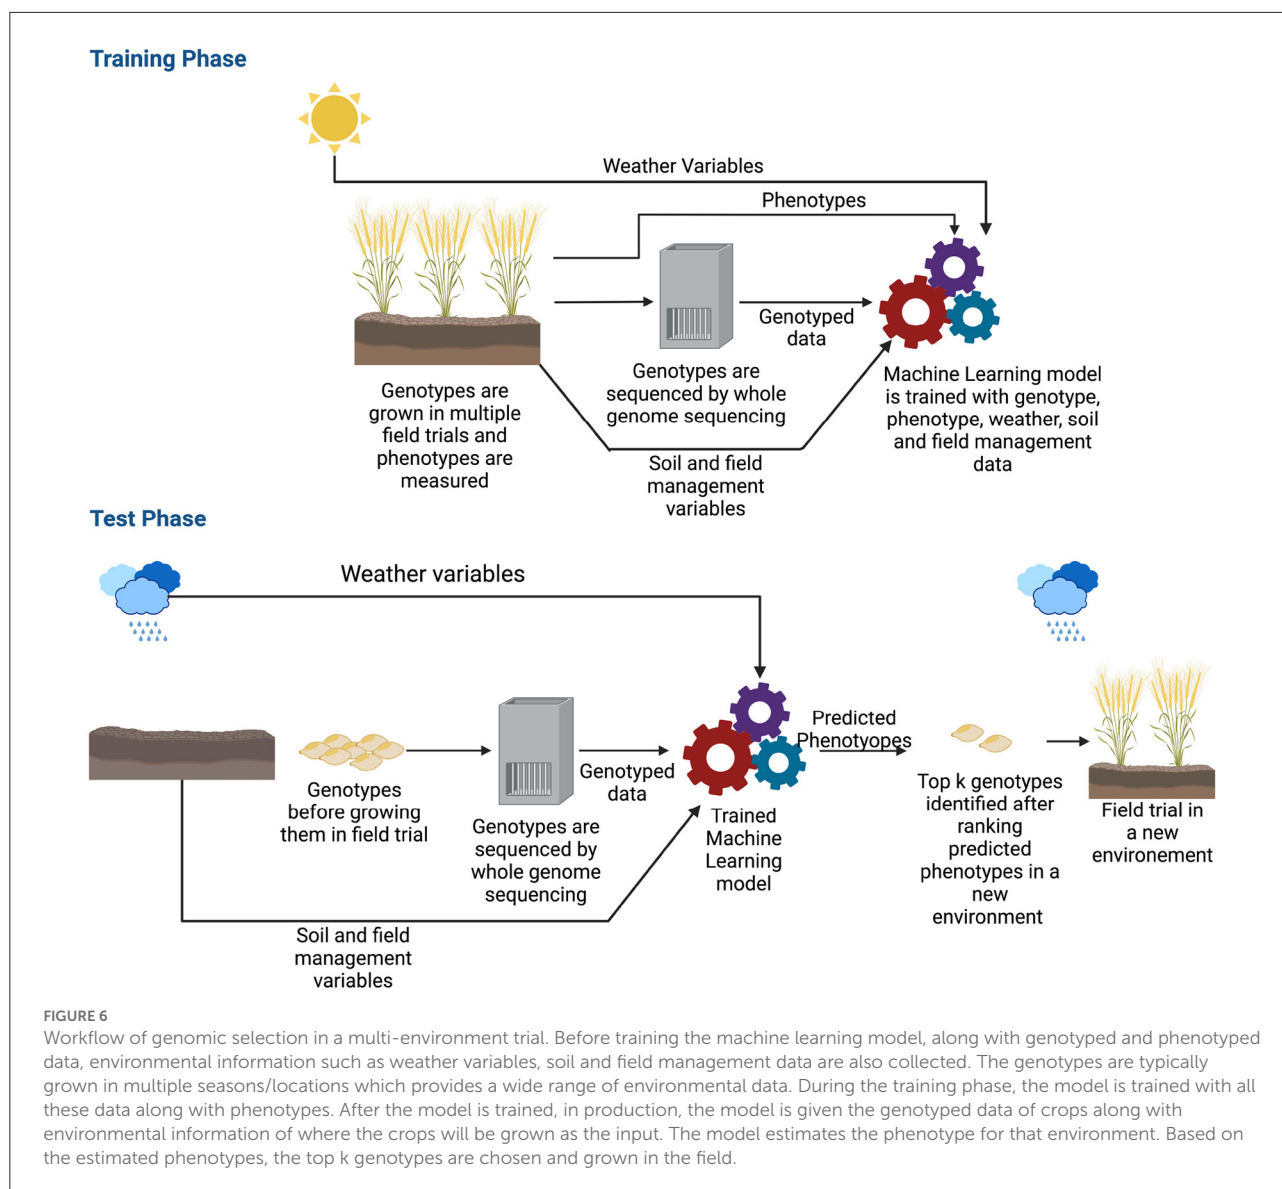 Training Phase
Weather Variables
Phenotypes
Genotyped
data
Genotypes are
grown in multiple
field trials and
phenotypes are
measured
Genotypes are
sequenced by whole
genome sequencing
Machine Learning model
is trained with genotype,
phenotype, weather, soil
and field management
data
Soil and field
management
variables
Test Phase
Weather variables
Genotypes
before growing
them in field trial
Genotypes are
sequenced by
whole genome
sequencing
Genotyped
data
Trained
Machine
Learning
model
Predicted
Phenotyopes
Top k genotypes
identified after
ranking
predicted
phenotypes in a
new
environment
Field trial in
a new
environement
Soil and field
management
variables
FIGURE 6
Workflow of genomic selection in a multi-environment trial. Before training the machine learning model, along with genotyped and phenotyped
data, environmental information such as weather variables, soil and field management data are also collected. The genotypes are typically
grown in multiple seasons/locations which provides a wide range of environmental data. During the training phase, the model is trained with all
these data along with phenotypes. After the model is trained, in production, the model is given the genotyped data of crops along with
environmental information of where the crops will be grown as the input. The model estimates the phenotype for that environment. Based on
the estimated phenotypes, the top k genotypes are chosen and grown in the field.